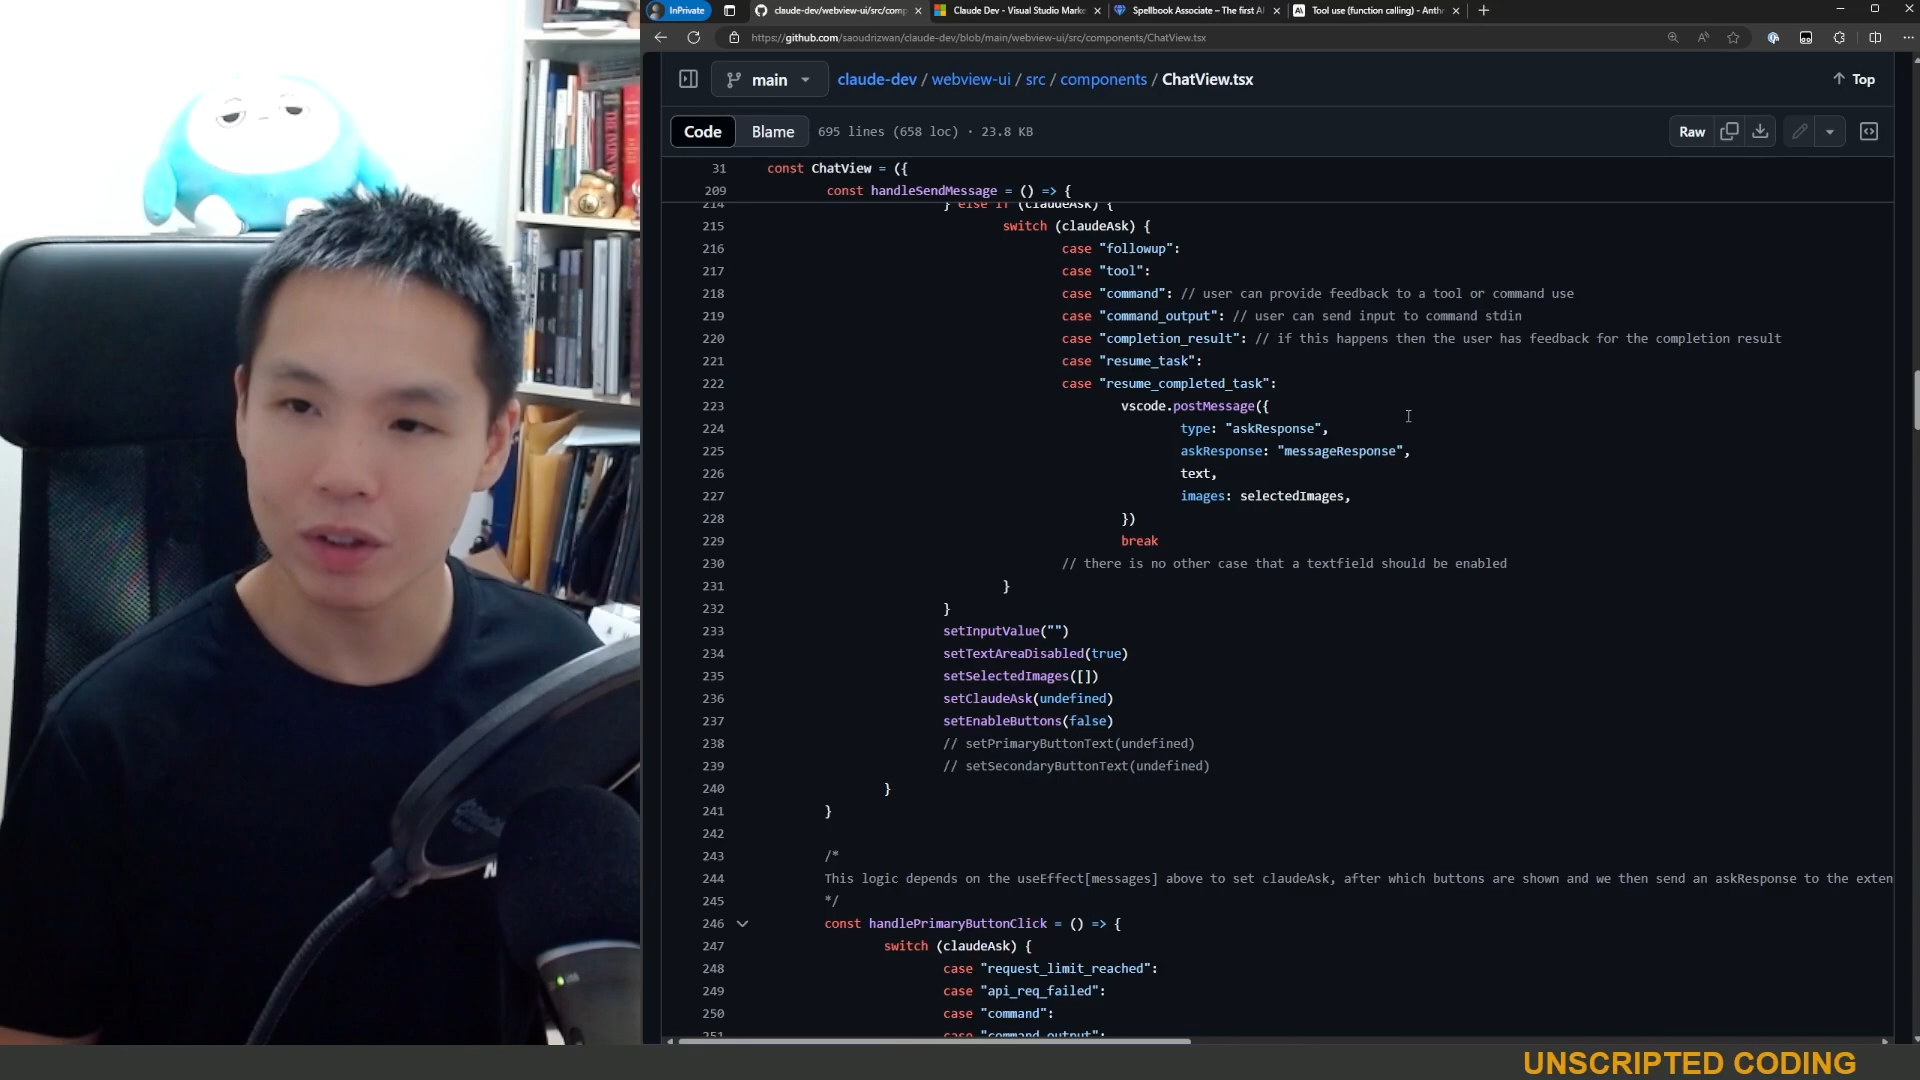 InPrivate
claude-dev/webview-ui/src/comp
Claude Dev - Visual Studio Marke
Spellbook Associate – The first AI
Tool use (function calling) - Anth
https://github.com/saoudrizwan/claude-dev/blob/main/webview-ui/src/components/ChatView.tsx
main
claude-dev / webview-ui / src / components / ChatView.tsx
Top
Code
Blame
695 lines (658 loc) · 23.8 KB
Raw
31 const ChatView = ({
209 const handleSendMessage = () => {
214 } else if (claudeAsk) {
215 switch (claudeAsk) {
216 case "followup":
217 case "tool":
218 case "command": // user can provide feedback to a tool or command use
219 case "command_output": // user can send input to command stdin
220 case "completion_result": // if this happens then the user has feedback for the completion result
221 case "resume_task":
222 case "resume_completed_task":
223 vscode.postMessage({
224 type: "askResponse",
225 askResponse: "messageResponse",
226 text,
227 images: selectedImages,
228 })
229 break
230 // there is no other case that a textfield should be enabled
231 }
232 }
233 setInputValue("")
234 setTextAreaDisabled(true)
235 setSelectedImages([])
236 setClaudeAsk(undefined)
237 setEnableButtons(false)
238 // setPrimaryButtonText(undefined)
239 // setSecondaryButtonText(undefined)
240 }
241 }
242
243 /*
244 This logic depends on the useEffect[messages] above to set claudeAsk, after which buttons are shown and we then send an askResponse to the exten
245 */
246 const handlePrimaryButtonClick = () => {
247 switch (claudeAsk) {
248 case "request_limit_reached":
249 case "api_req_failed":
250 case "command":
251 case "command_output":
UNSCRIPTED CODING